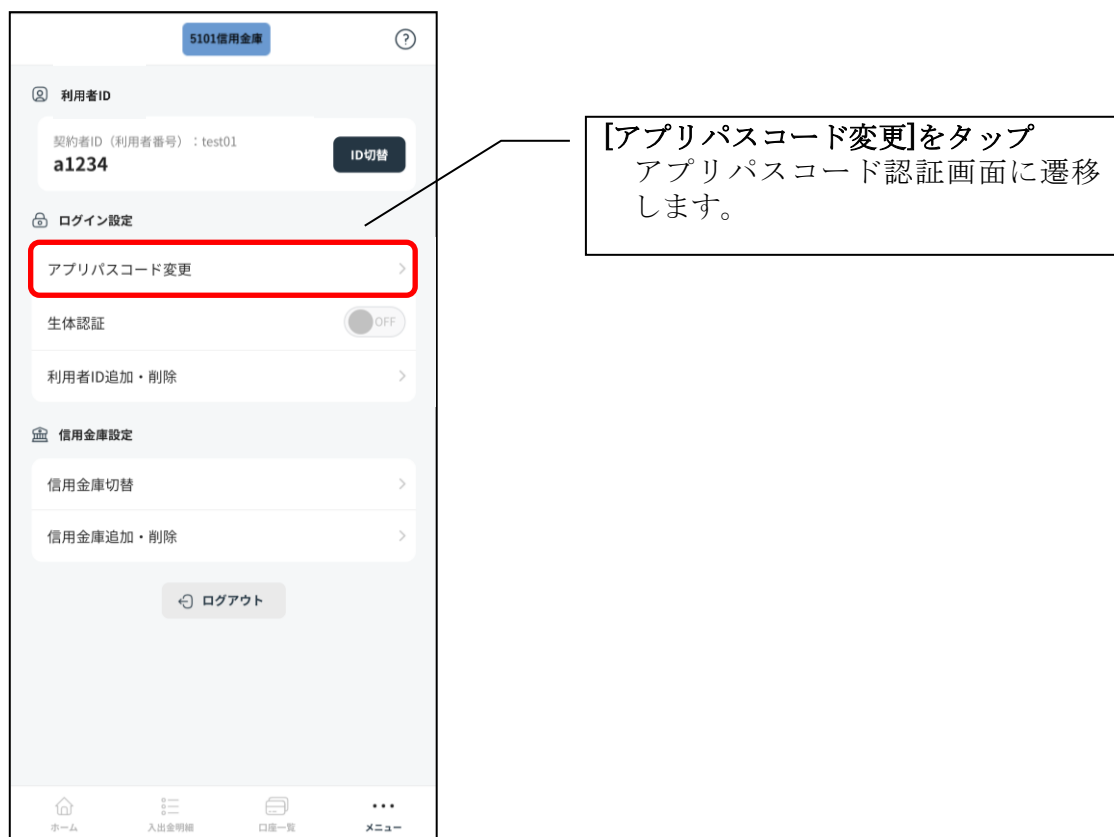 5101信用金庫
?
利用者ID
契約者ID（利用者番号）：test01
a1234
ID切替
ログイン設定
アプリパスコード変更
生体認証
OFF
利用者ID追加・削除
信用金庫設定
信用金庫切替
信用金庫追加・削除
ログアウト
ホーム
入出金明細
口座一覧
メニュー
[アプリパスコード変更]をタップ
アプリパスコード認証画面に遷移
します。